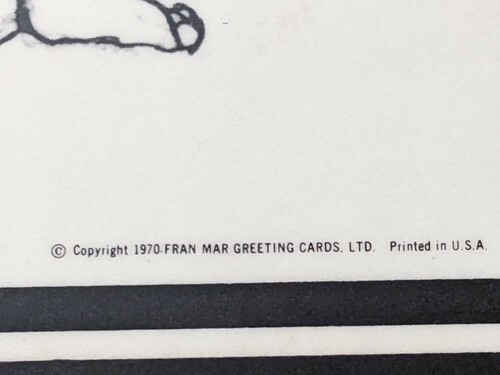 © Copyright 1970 FRAN MAR GREETING CARDS, LTD. Printed in U.S.A.